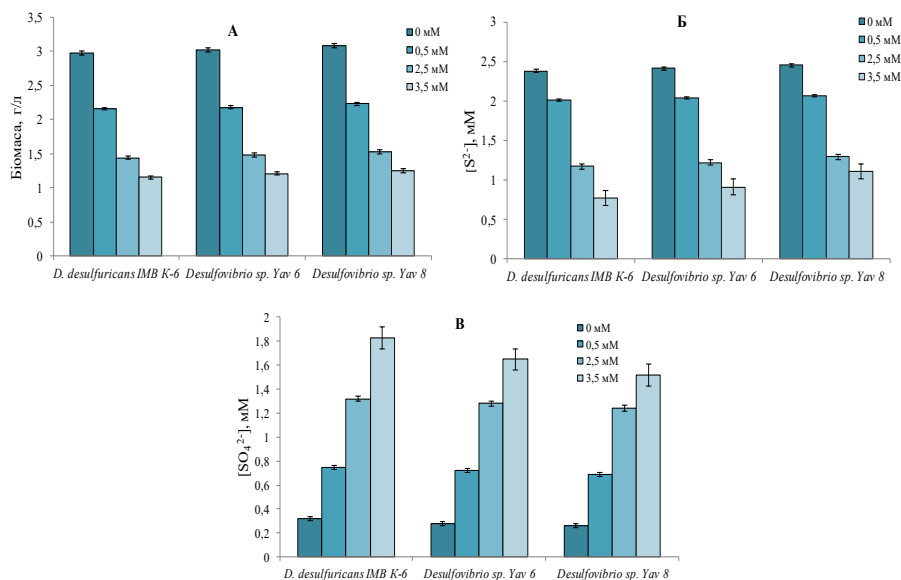 А
Біомаса, г/л
3,5
3
2,5
2
1,5
1
0,5
0
0 мМ
0,5 мМ
2,5 мМ
3,5 мМ
D. desulfuricans IMB K-6
Desulfovibrio sp. Yav 6
Desulfovibrio sp. Yav 8
Б
[S²⁻], мМ
3
2,5
2
1,5
1
0,5
0
0 мМ
0,5 мМ
2,5 мМ
3,5 мМ
D. desulfuricans IMB K-6
Desulfovibrio sp. Yav 6
Desulfovibrio sp. Yav 8
В
[SO₄²⁻], мМ
2
1,8
1,6
1,4
1,2
1
0,8
0,6
0,4
0,2
0
0 мМ
0,5 мМ
2,5 мМ
3,5 мМ
D. desulfuricans IMB K-6
Desulfovibrio sp. Yav 6
Desulfovibrio sp. Yav 8